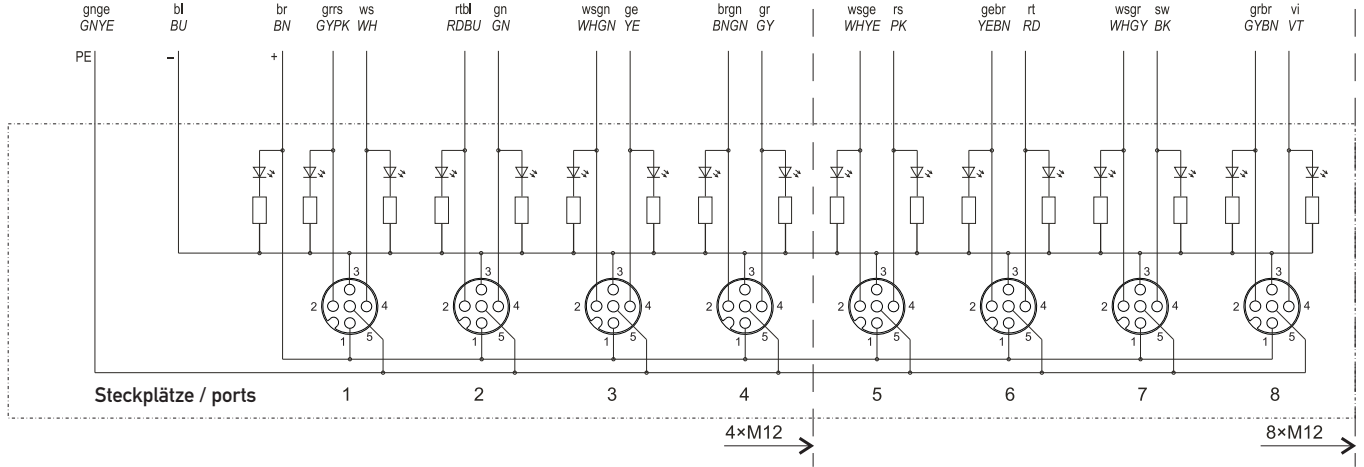 gnge bl br grrs ws rtbl gn wsgn ge brgn gr wsge rs gebr rt wsgr sw grbr vi
GNYE BU BN GYPK WH RDBU GN WHGN YE BNGN GY WHYE PK YEBN RD WHGY BK GYBN VT
PE – +
3 3 3 3 3 3 3 3
2 4 2 4 2 4 2 4 2 4 2 4 2 4 2 4
1 5 1 5 1 5 1 5 1 5 1 5 1 5 1 5
Steckplätze / ports 1 2 3 4 5 6 7 8
4×M12 8×M12